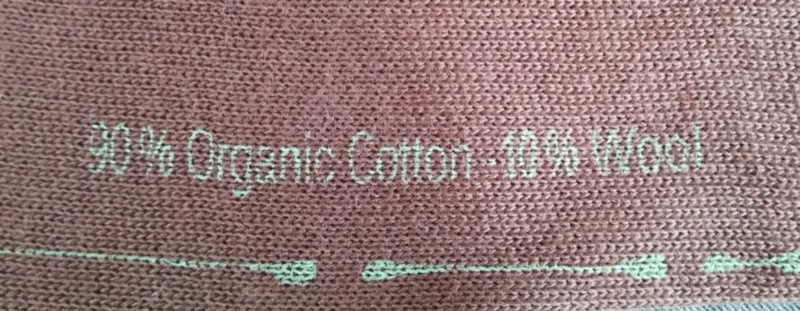 90% Organic Cotton - 10% Wool